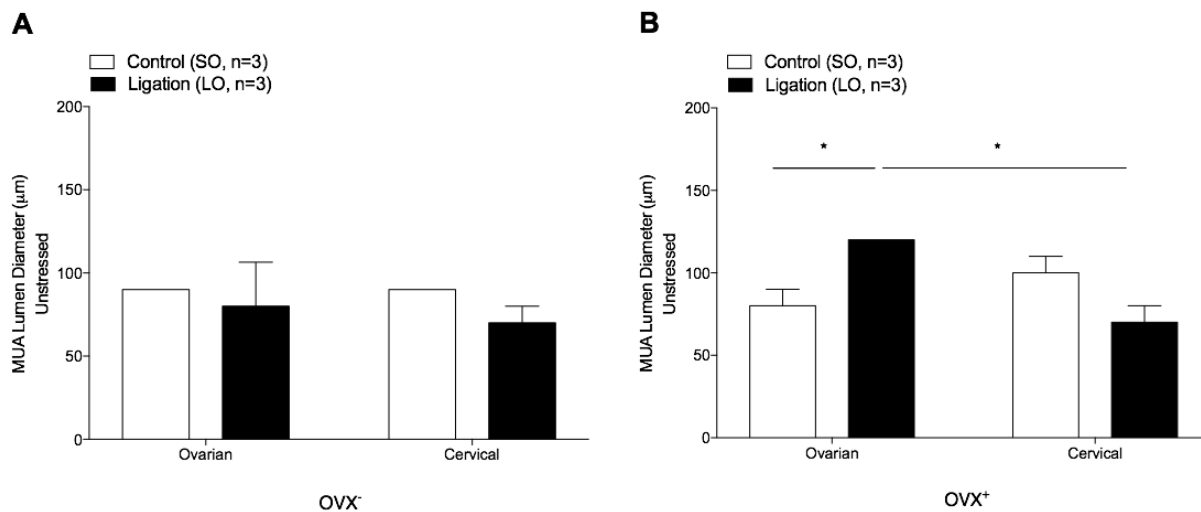 A
Control (SO, n=3)
Ligation (LO, n=3)
MUA Lumen Diameter (μm)
Unstressed
200
150
100
50
0
Ovarian
Cervical
OVX⁻
B
Control (SO, n=3)
Ligation (LO, n=3)
MUA Lumen Diameter (μm)
Unstressed
200
150
100
50
0
*
*
Ovarian
Cervical
OVX⁺